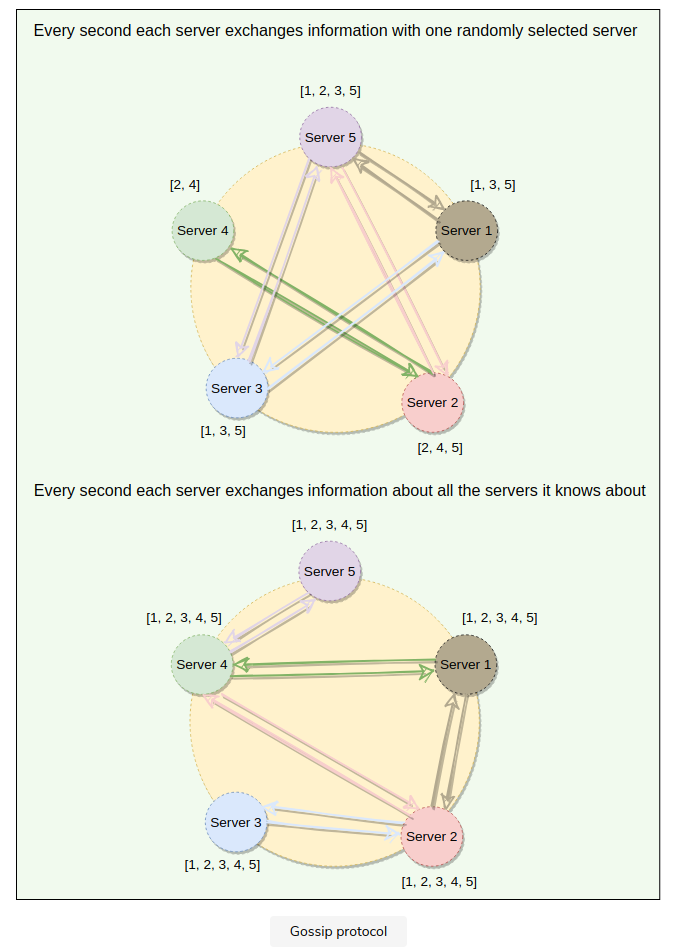 Every second each server exchanges information with one randomly selected server
[1, 2, 3, 5]
Server 5
[2, 4]
[1, 3, 5]
Server 4
Server 1
Server 3
Server 2
[1, 3, 5]
[2, 4, 5]
Every second each server exchanges information about all the servers it knows about
[1, 2, 3, 4, 5]
Server 5
[1, 2, 3, 4, 5]
[1, 2, 3, 4, 5]
Server 4
Server 1
Server 3
Server 2
[1, 2, 3, 4, 5]
[1, 2, 3, 4, 5]
Gossip protocol